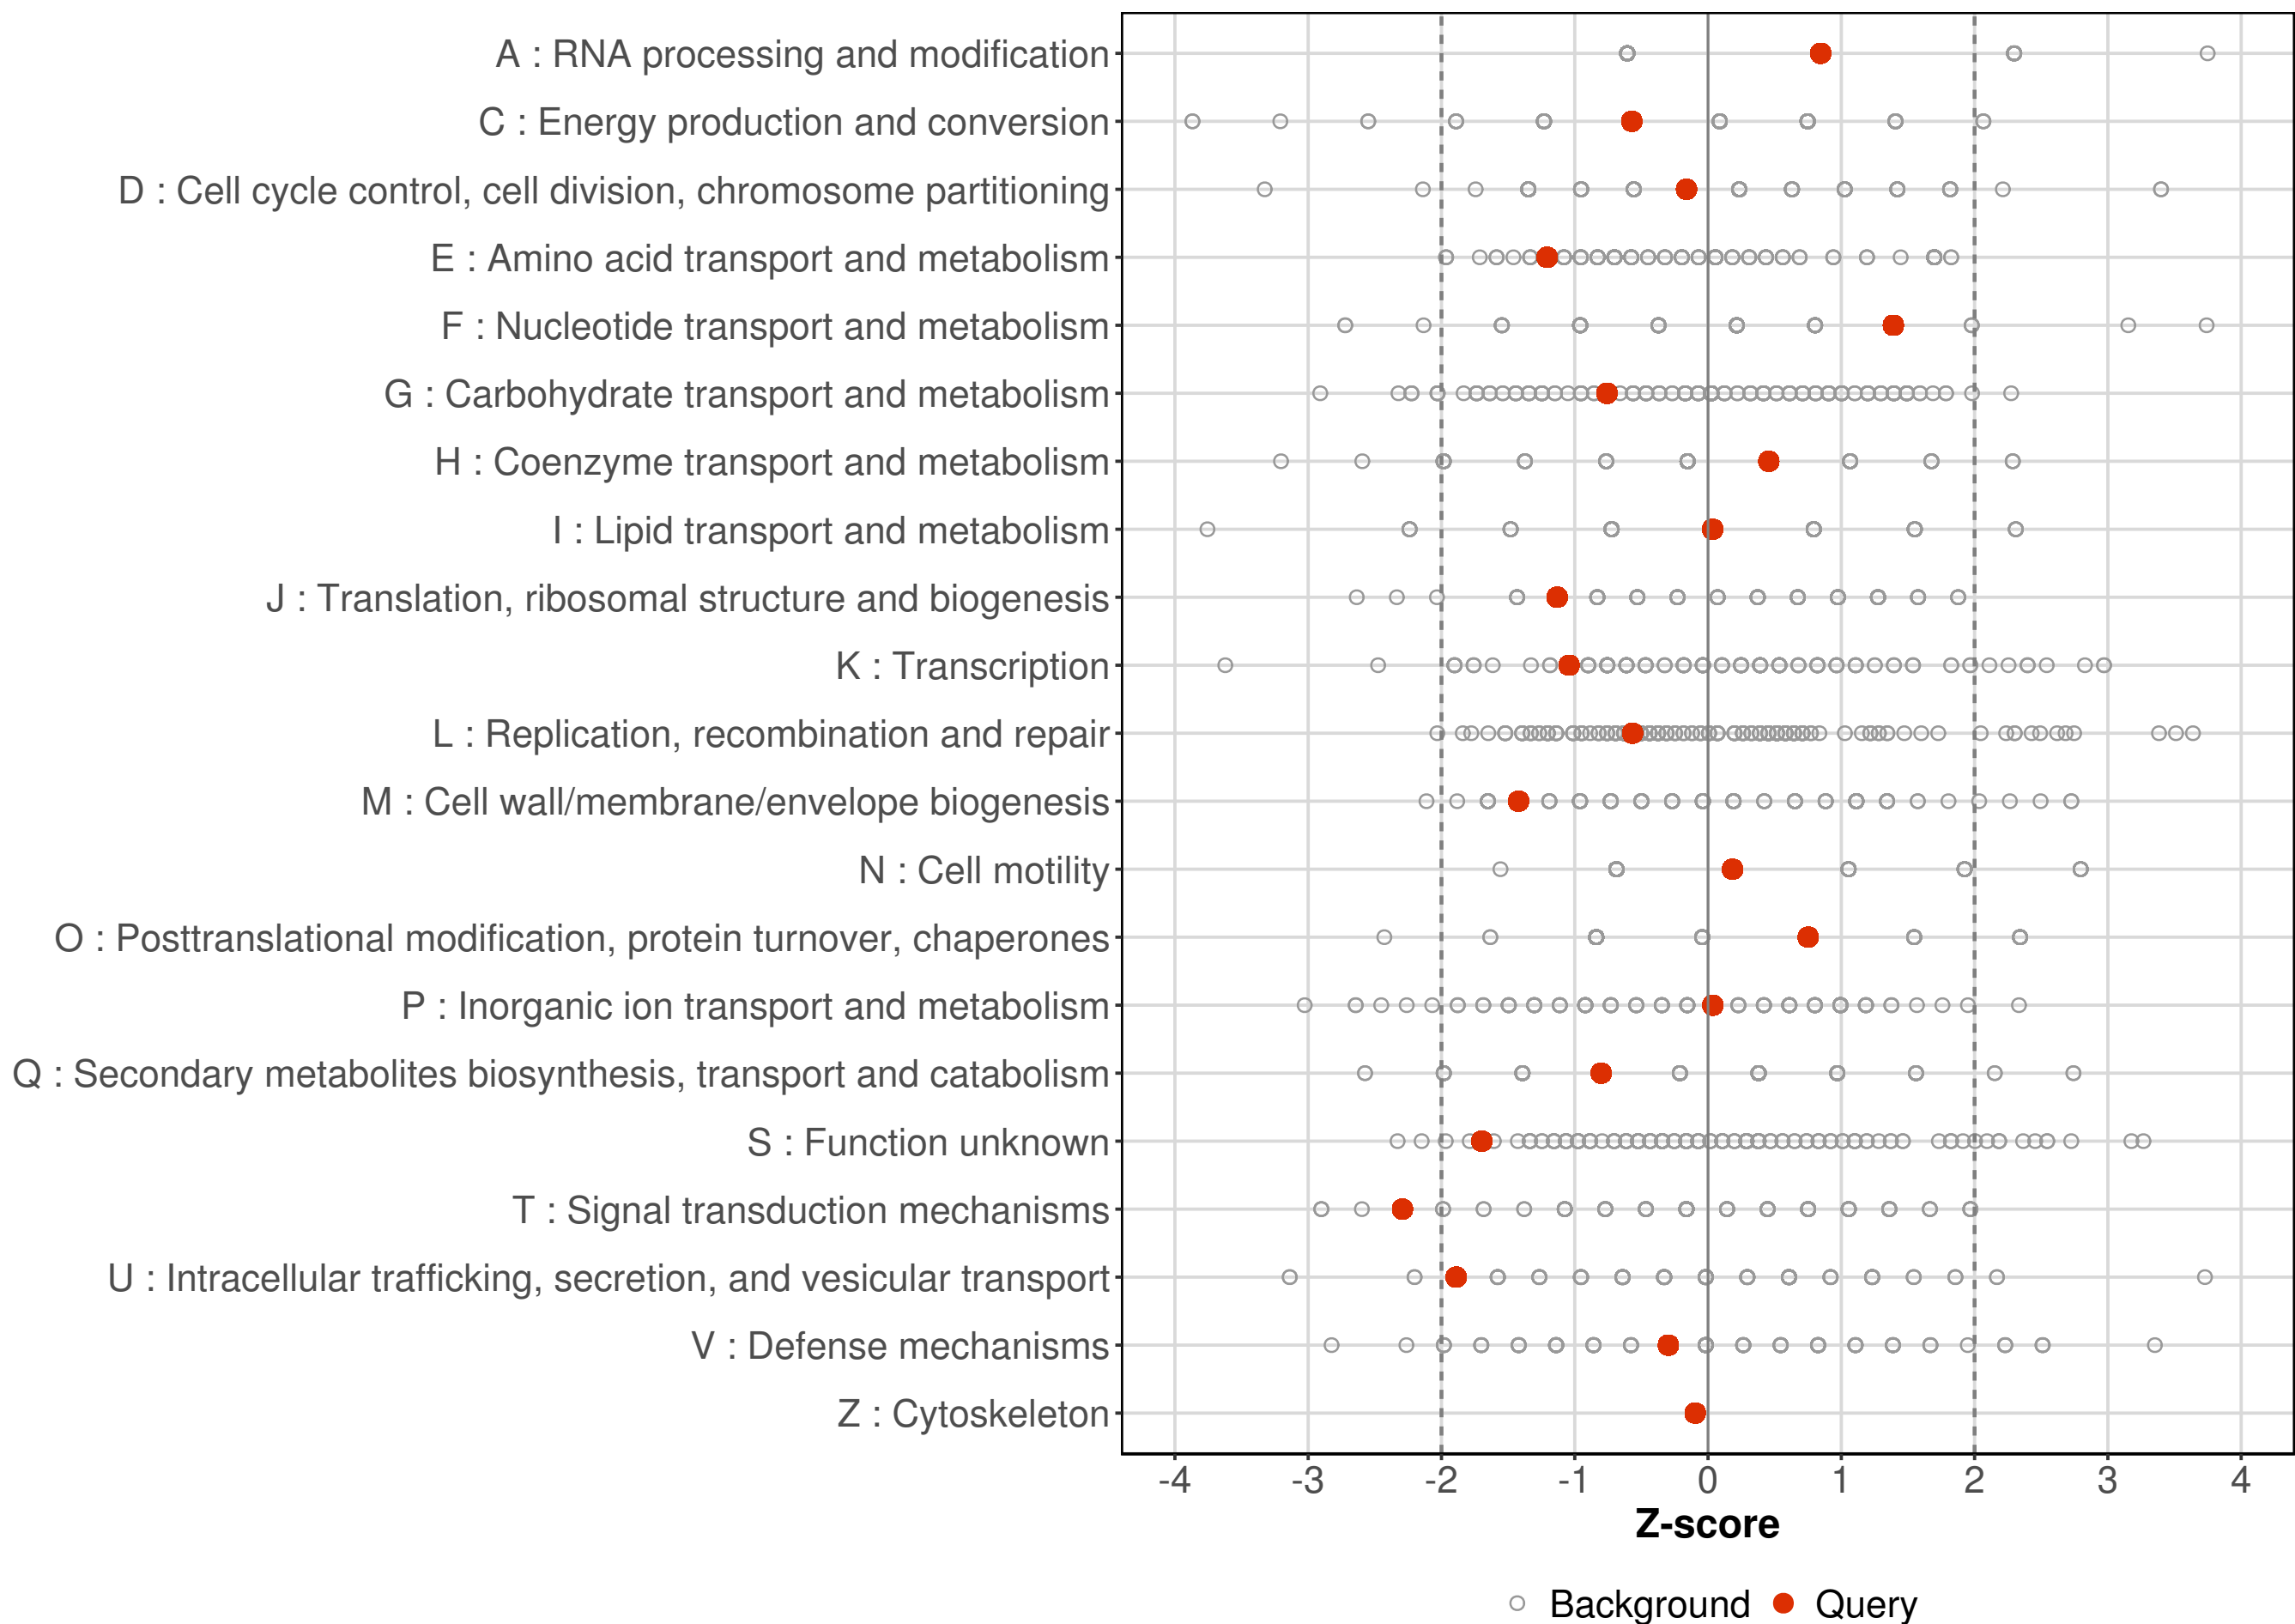 A : RNA processing and modification
C : Energy production and conversion
D : Cell cycle control, cell division, chromosome partitioning
E : Amino acid transport and metabolism
F : Nucleotide transport and metabolism
G : Carbohydrate transport and metabolism
H : Coenzyme transport and metabolism
I : Lipid transport and metabolism
J : Translation, ribosomal structure and biogenesis
K : Transcription
L : Replication, recombination and repair
M : Cell wall/membrane/envelope biogenesis
N : Cell motility
O : Posttranslational modification, protein turnover, chaperones
P : Inorganic ion transport and metabolism
Q : Secondary metabolites biosynthesis, transport and catabolism
S : Function unknown
T : Signal transduction mechanisms
U : Intracellular trafficking, secretion, and vesicular transport
V : Defense mechanisms
Z : Cytoskeleton
-4 -3 -2 -1 0 1 2 3 4
Z-score
Background Query